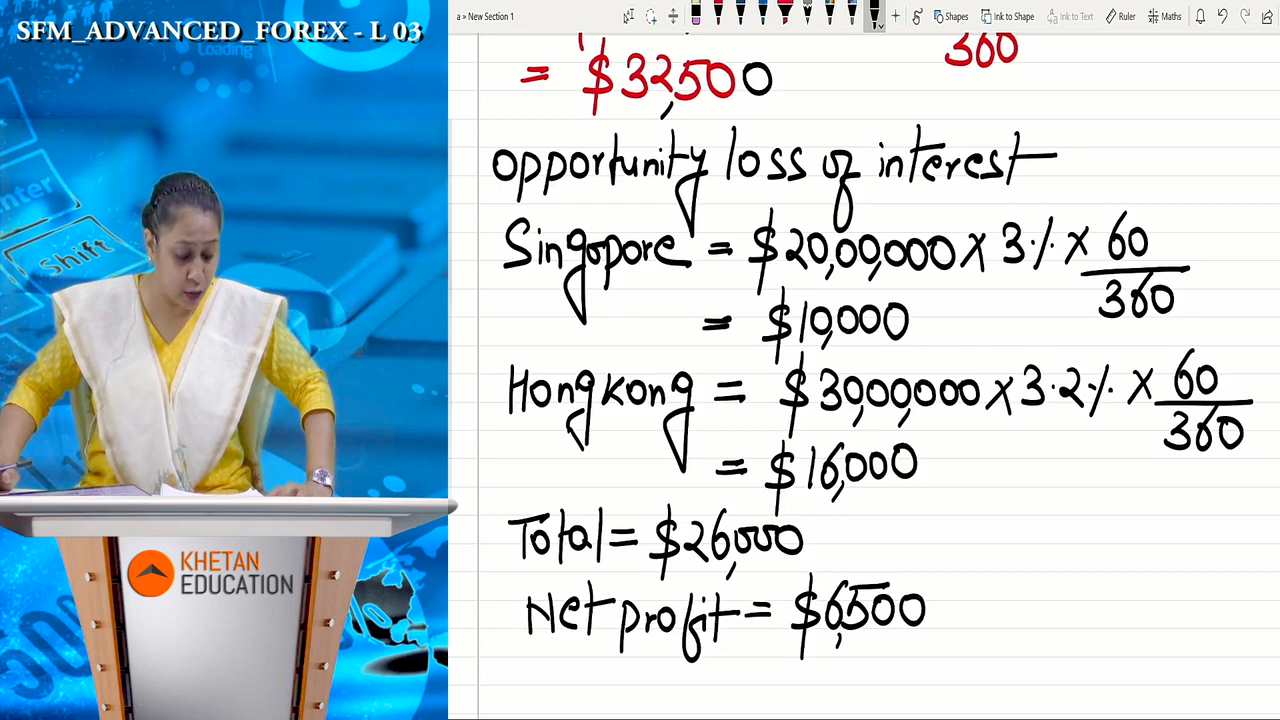 SFM_ADVANCED_FOREX - L 03
Loading
a » New Section 1
Shapes
Ink to Shape
Ink to Text
Ruler
Maths
360
= $32,500
Opportunity loss of interest
Singapore = $20,00,000 x 3% x 60
360
= $10,000
Hongkong = $30,00,000 x 3.2% x 60
360
= $16,000
Total = $26,000
Net profit = $6,500
Shift
KHETAN
EDUCATION